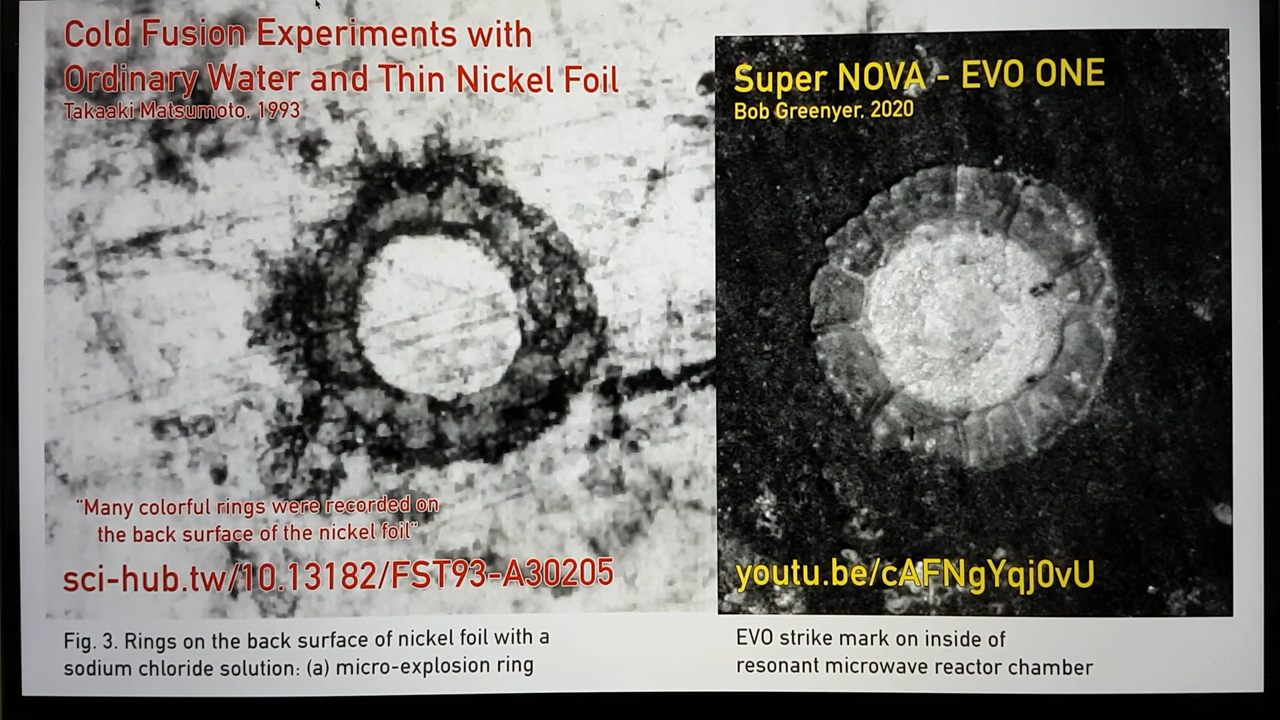 Cold Fusion Experiments with
Ordinary Water and Thin Nickel Foil
Takaaki Matsumoto, 1993
"Many colorful rings were recorded on
the back surface of the nickel foil"
sci-hub.tw/10.13182/FST93-A30205
Fig. 3. Rings on the back surface of nickel foil with a
sodium chloride solution: (a) micro-explosion ring
Super NOVA - EVO ONE
Bob Greenyer, 2020
youtu.be/cAFNgYqj0vU
EVO strike mark on inside of
resonant microwave reactor chamber